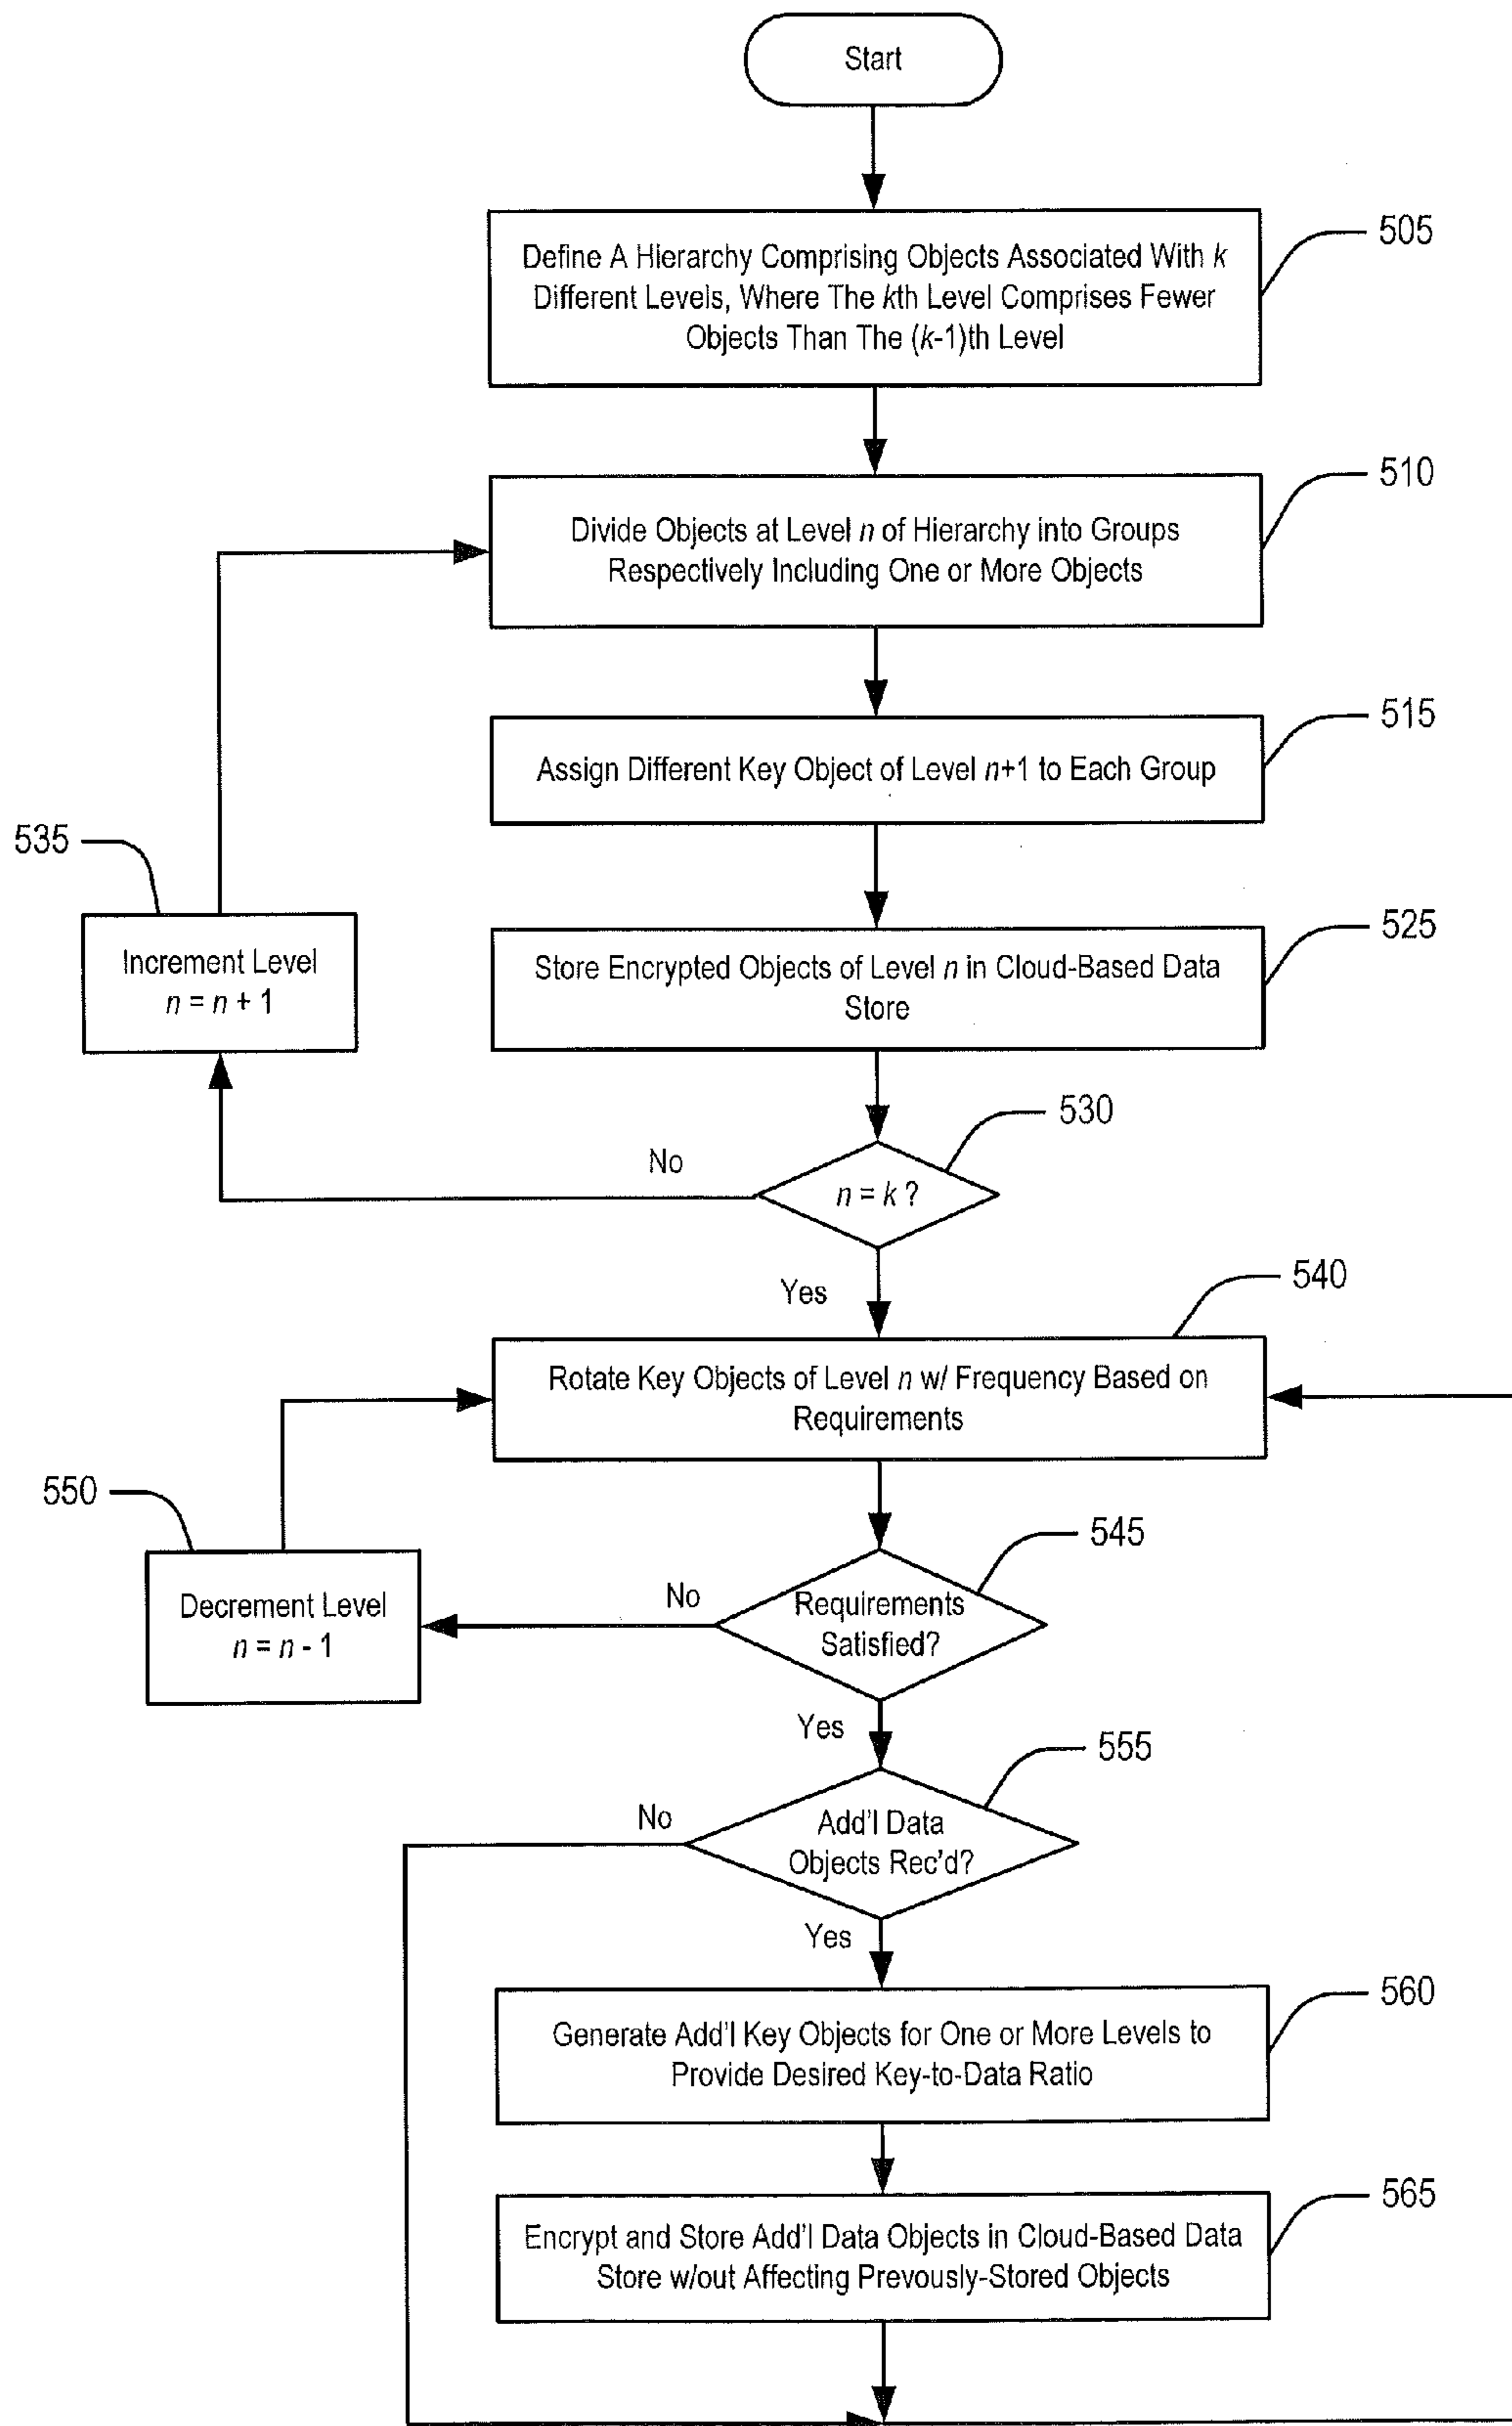 Start
Define A Hierarchy Comprising Objects Associated With k
Different Levels, Where The kth Level Comprises Fewer
Objects Than The (k-1)th Level
505
Divide Objects at Level n of Hierarchy into Groups
Respectively Including One or More Objects
510
Assign Different Key Object of Level n+1 to Each Group
515
535
Increment Level
n = n + 1
Store Encrypted Objects of Level n in Cloud-Based Data
Store
525
530
No
n = k ?
Yes
540
Rotate Key Objects of Level n w/ Frequency Based on
Requirements
550
Decrement Level
n = n - 1
545
No
Requirements
Satisfied?
Yes
555
No
Add'l Data
Objects Rec'd?
Yes
560
Generate Add'l Key Objects for One or More Levels to
Provide Desired Key-to-Data Ratio
565
Encrypt and Store Add'l Data Objects in Cloud-Based Data
Store w/out Affecting Prevously-Stored Objects